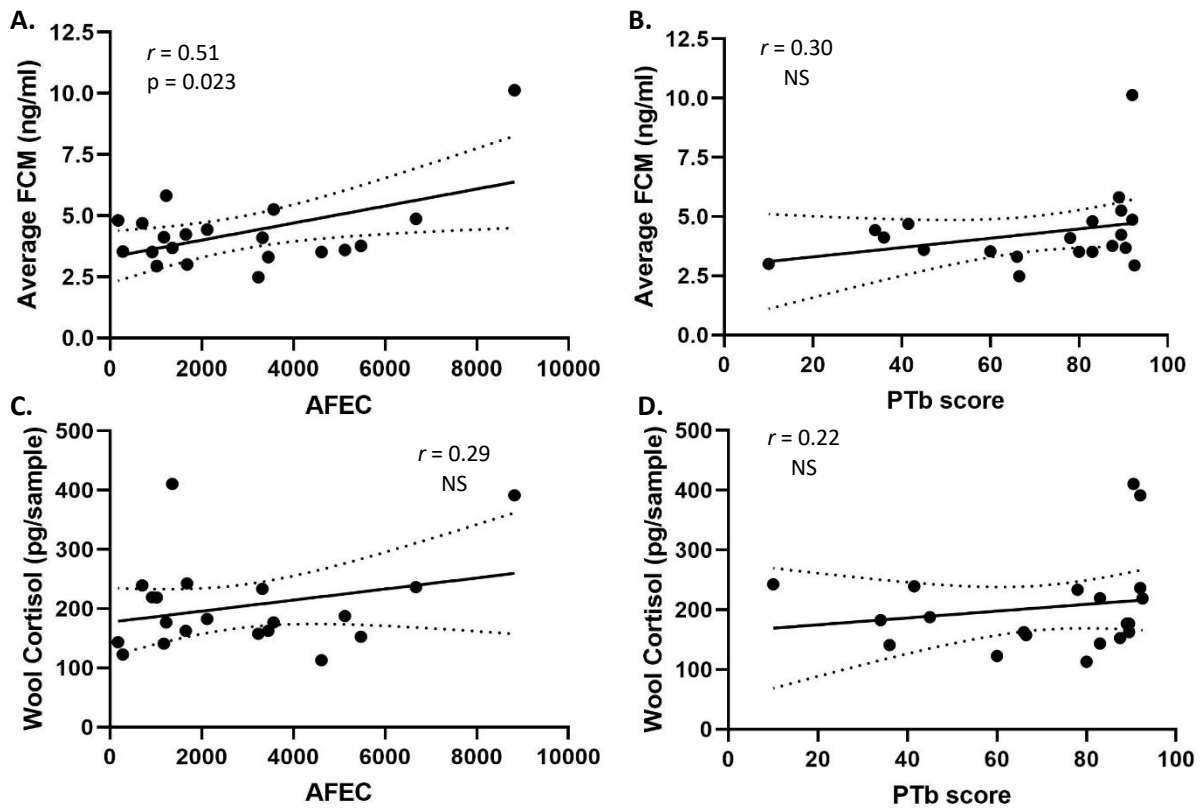 A.
r = 0.51
p = 0.023
Average FCM (ng/ml)
12.5
10.0
7.5
5.0
2.5
0.0
0 2000 4000 6000 8000 10000
AFEC
B.
r = 0.30
NS
Average FCM (ng/ml)
12.5
10.0
7.5
5.0
2.5
0.0
0 20 40 60 80 100
PTb score
C.
r = 0.29
NS
Wool Cortisol (pg/sample)
500
400
300
200
100
0
0 2000 4000 6000 8000 10000
AFEC
D.
r = 0.22
NS
Wool Cortisol (pg/sample)
500
400
300
200
100
0
0 20 40 60 80 100
PTb score